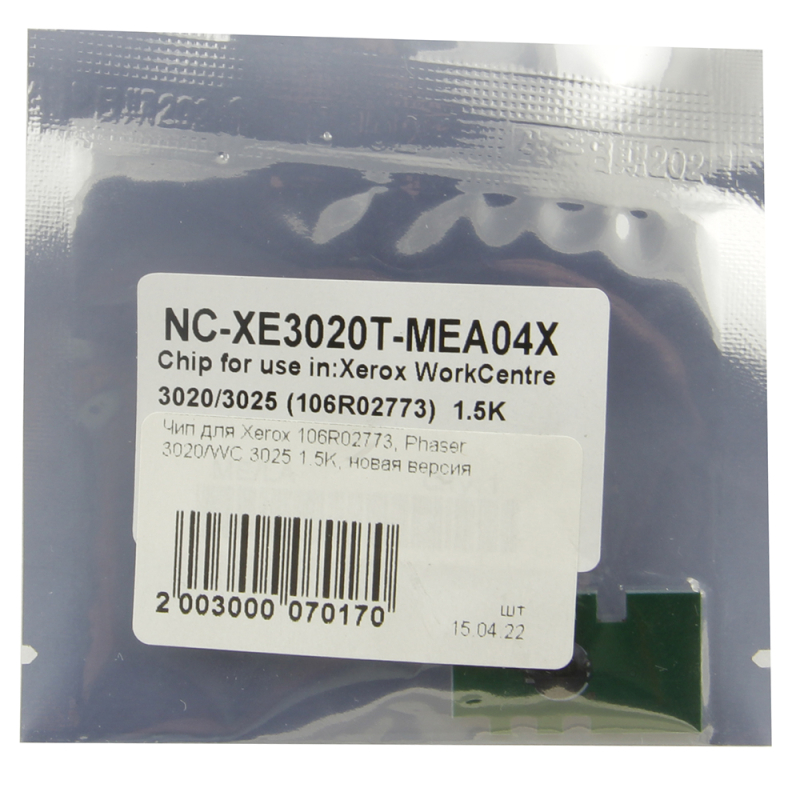 NC-XE3020T-MEA04X
Chip for use in:Xerox WorkCentre
3020/3025 (106R02773) 1.5K
Чип для Xerox 106R02773, Phaser
3020/WC 3025 1.5K, новая версия
2 003000 070170
шт
15.04.22